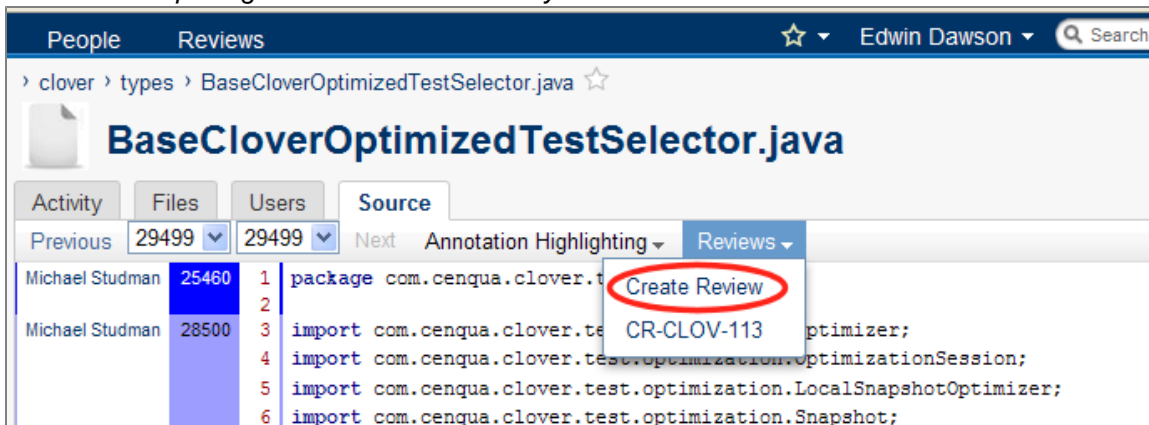 People Reviews Edwin Dawson Search
› clover › types › BaseCloverOptimizedTestSelector.java
BaseCloverOptimizedTestSelector.java
Activity Files Users Source
Previous 29499 29499 Next Annotation Highlighting Reviews
Michael Studman 25460 1 package com.cenqua.clover.t
Create Review
2
Michael Studman 28500 3 import com.cenqua.clover.te ptimizer;
CR-CLOV-113
4 import com.cenqua.clover.test.optimization.OptimizationSession;
5 import com.cenqua.clover.test.optimization.LocalSnapshotOptimizer;
6 import com.cenqua.clover.test.optimization.Snapshot;